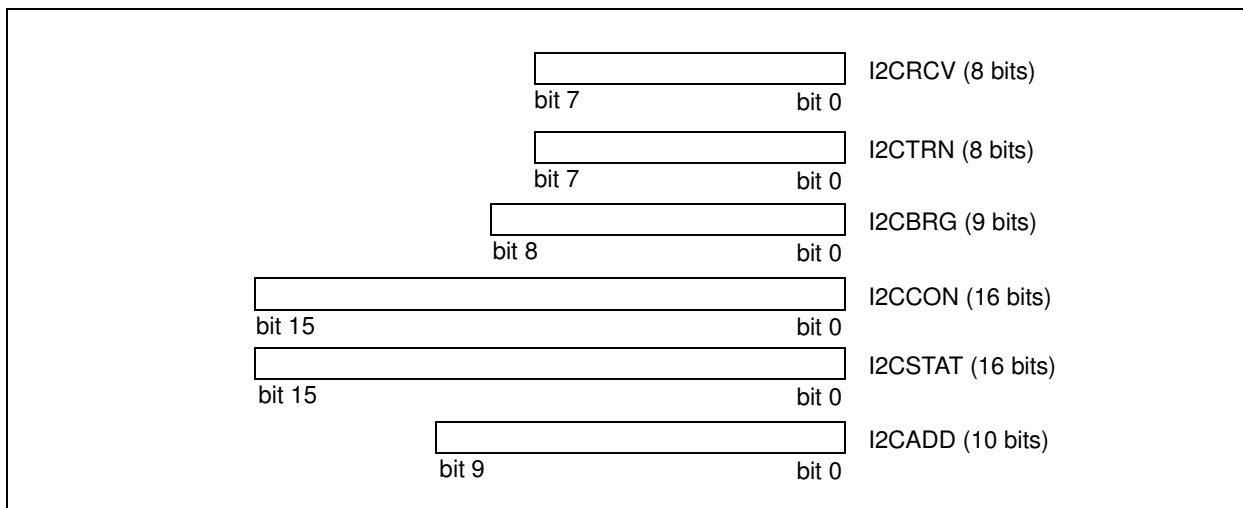 I2CRCV (8 bits)
bit 7 bit 0
I2CTRN (8 bits)
bit 7 bit 0
I2CBRG (9 bits)
bit 8 bit 0
I2CCON (16 bits)
bit 15 bit 0
I2CSTAT (16 bits)
bit 15 bit 0
I2CADD (10 bits)
bit 9 bit 0